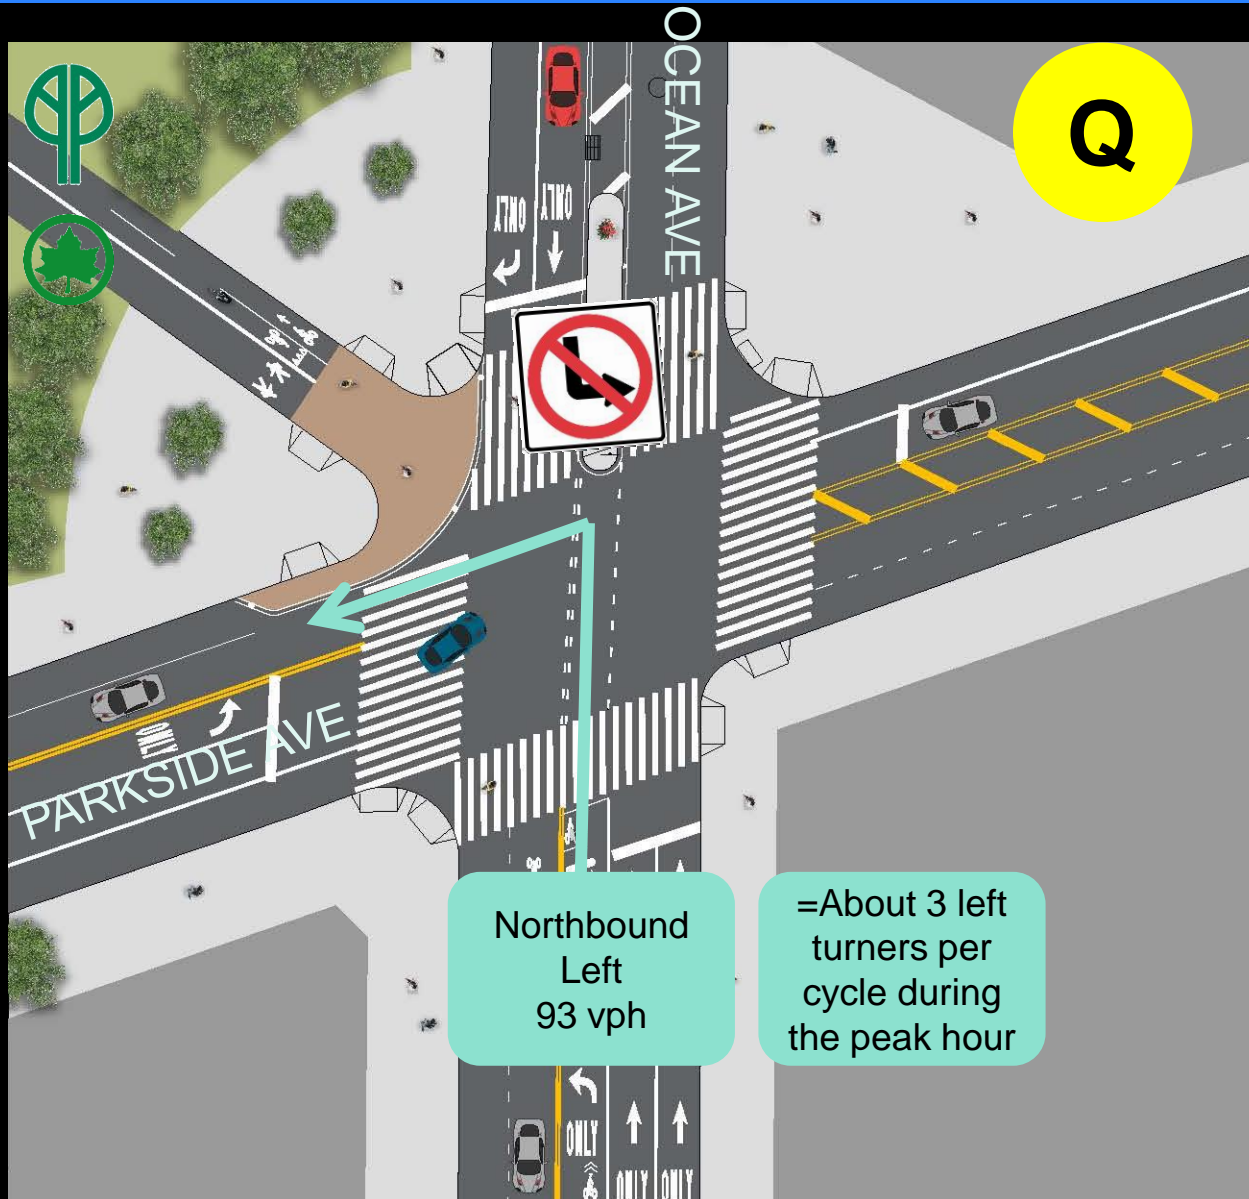 OCEAN AVE
Q
ONLY
ONLY
ONLY
PARKSIDE AVE
Northbound
Left
93 vph
=About 3 left
turners per
cycle during
the peak hour
ONLY
ONLY
ONLY